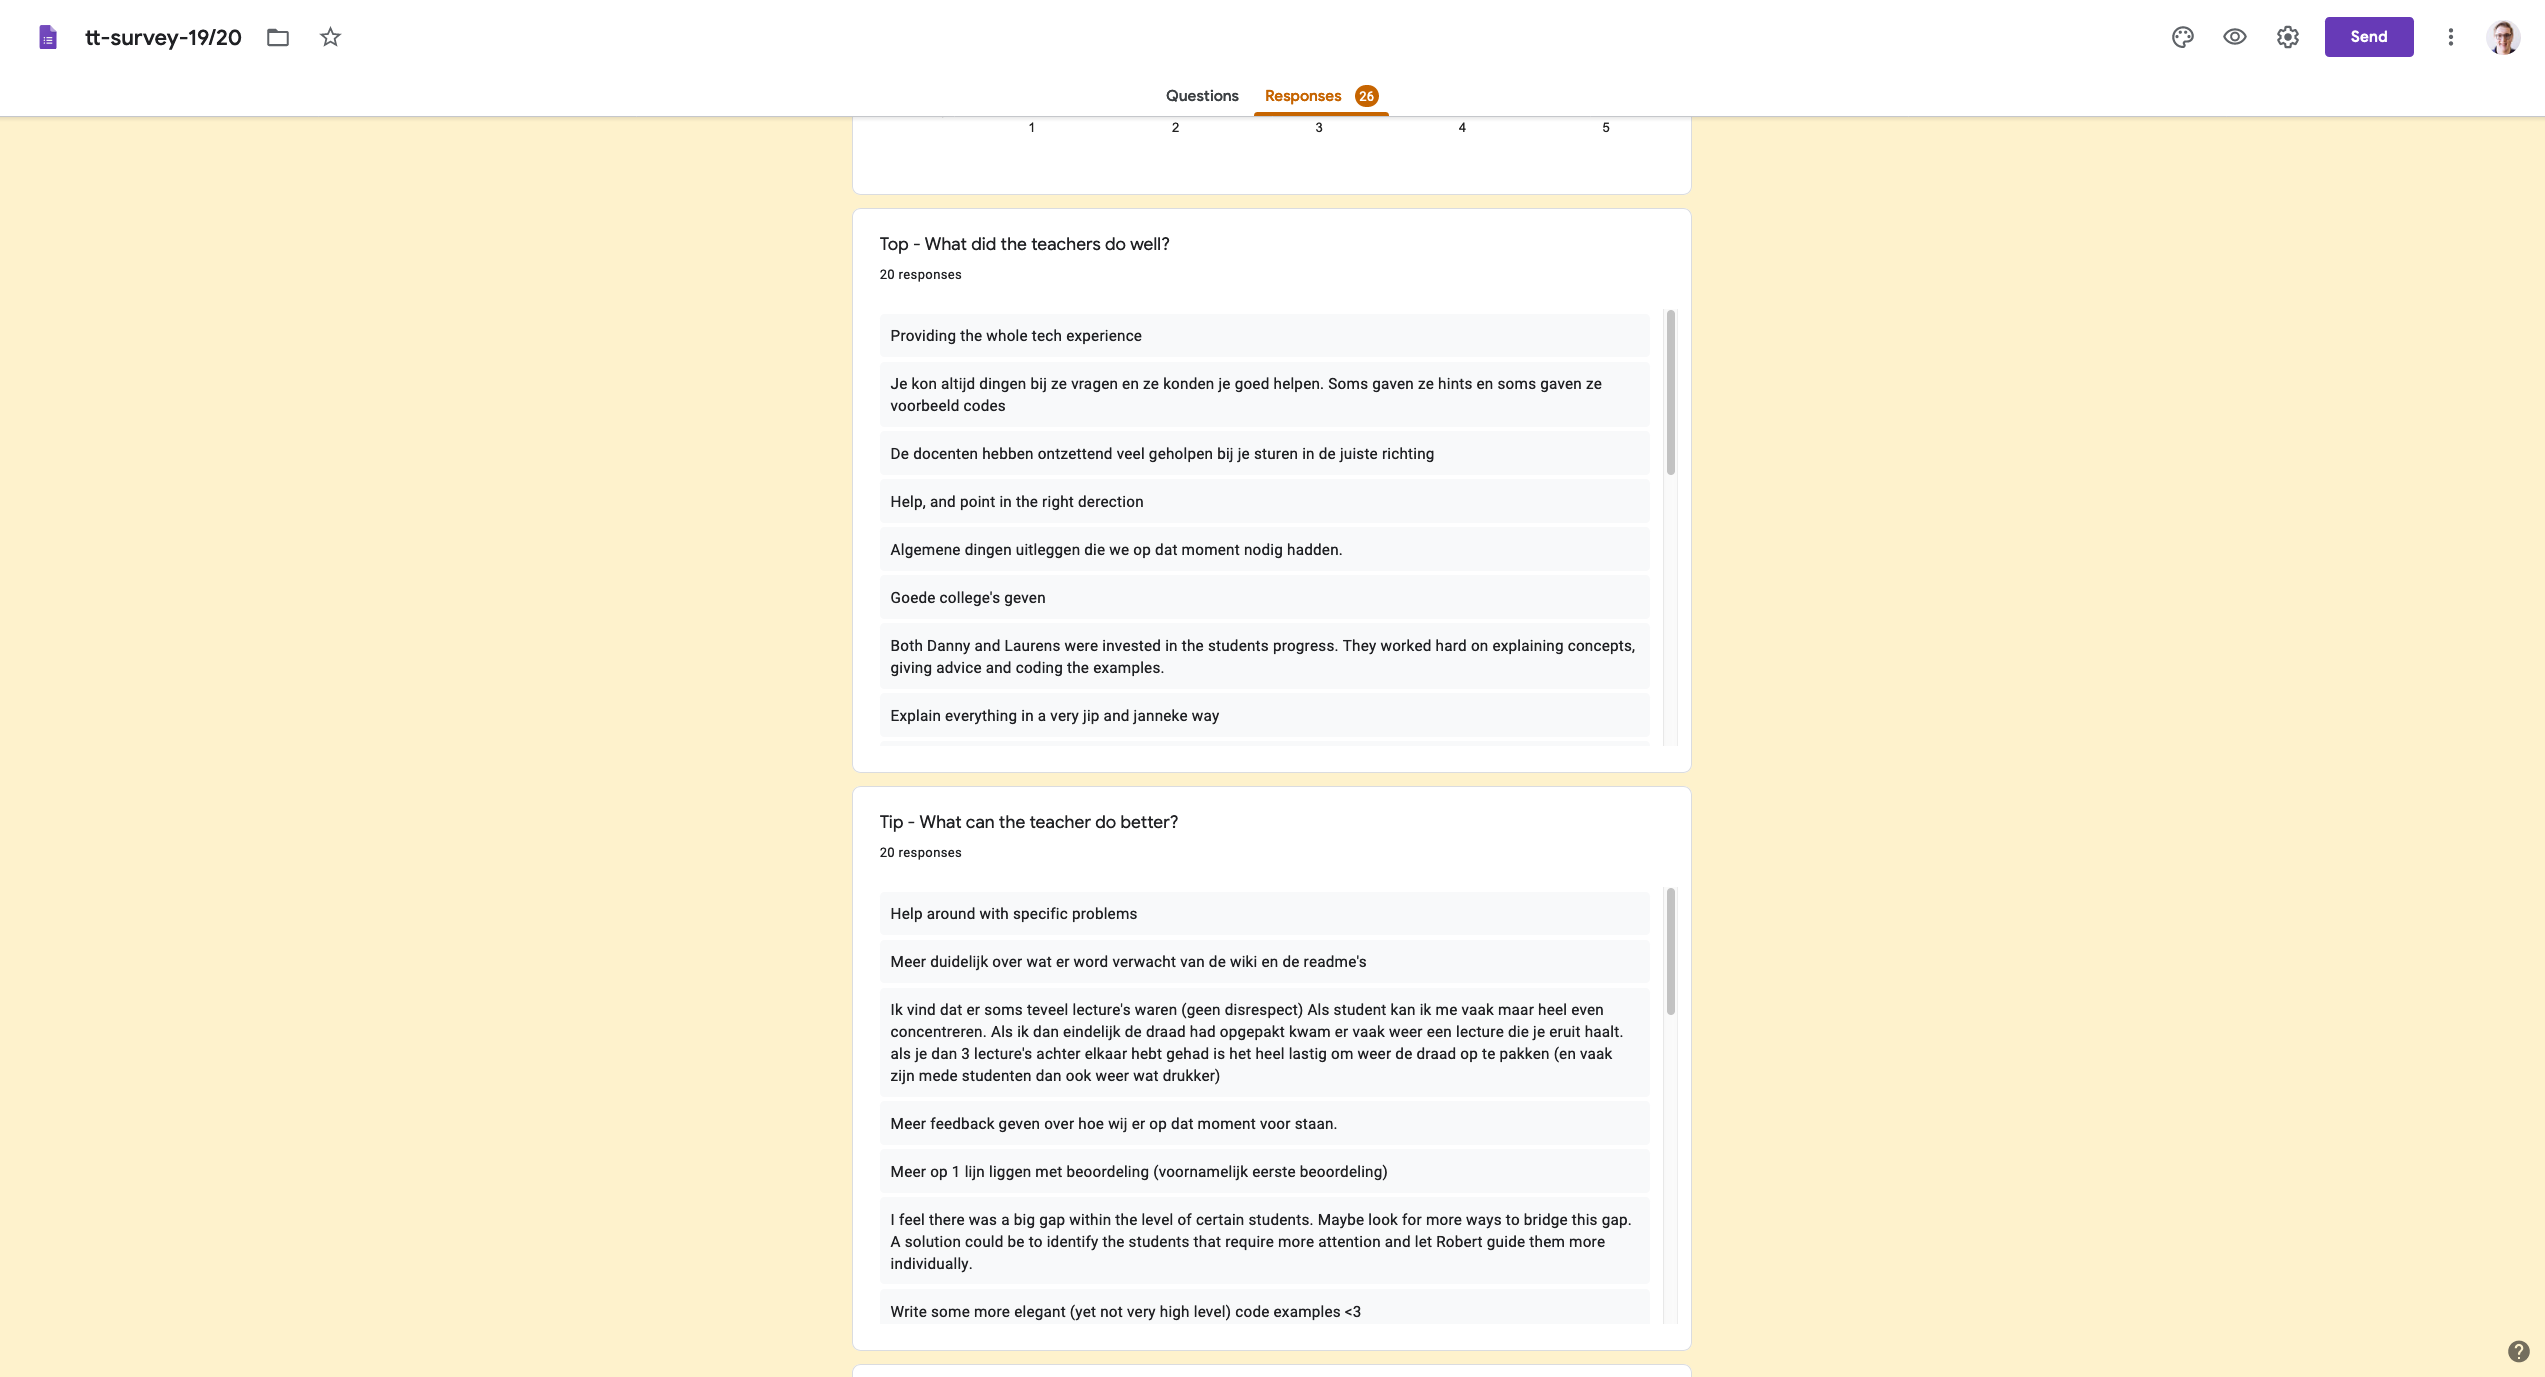 tt-survey-19/20
Send
Questions
Responses 26
1 2 3 4 5
Top - What did the teachers do well?
20 responses
Providing the whole tech experience
Je kon altijd dingen bij ze vragen en ze konden je goed helpen. Soms gaven ze hints en soms gaven ze
voorbeeld codes
De docenten hebben ontzettend veel geholpen bij je sturen in de juiste richting
Help, and point in the right derection
Algemene dingen uitleggen die we op dat moment nodig hadden.
Goede college's geven
Both Danny and Laurens were invested in the students progress. They worked hard on explaining concepts,
giving advice and coding the examples.
Explain everything in a very jip and janneke way
Tip - What can the teacher do better?
20 responses
Help around with specific problems
Meer duidelijk over wat er word verwacht van de wiki en de readme's
Ik vind dat er soms teveel lecture's waren (geen disrespect) Als student kan ik me vaak maar heel even
concentreren. Als ik dan eindelijk de draad had opgepakt kwam er vaak weer een lecture die je eruit haalt.
als je dan 3 lecture's achter elkaar hebt gehad is het heel lastig om weer de draad op te pakken (en vaak
zijn mede studenten dan ook weer wat drukker)
Meer feedback geven over hoe wij er op dat moment voor staan.
Meer op 1 lijn liggen met beoordeling (voornamelijk eerste beoordeling)
I feel there was a big gap within the level of certain students. Maybe look for more ways to bridge this gap.
A solution could be to identify the students that require more attention and let Robert guide them more
individually.
Write some more elegant (yet not very high level) code examples <3